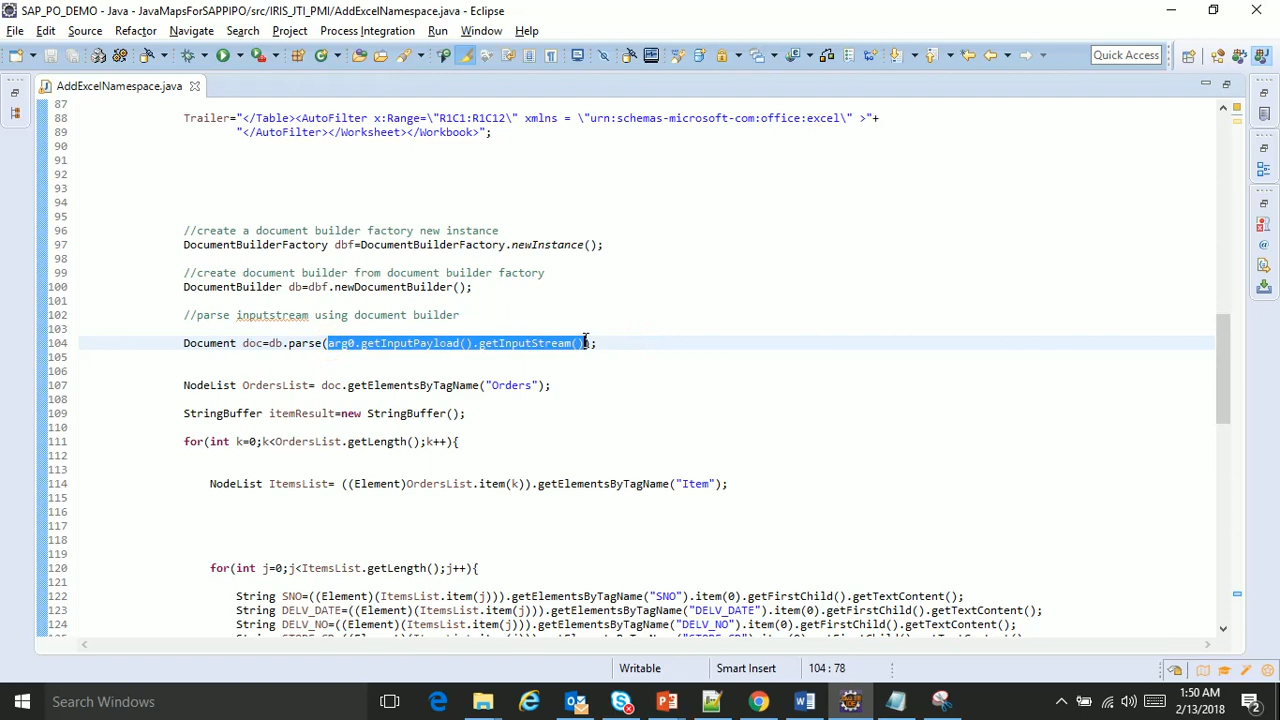 SAP_PO_DEMO - Java - JavaMapsForSAPPIPO/src/IRIS_JTI_PMI/AddExcelNamespace.java - Eclipse
File Edit Source Refactor Navigate Search Project Process Integration Run Window Help
Quick Access
AddExcelNamespace.java
87
88 Trailer="</Table><AutoFilter x:Range=\"R1C1:R1C12\" xmlns = \"urn:schemas-microsoft-com:office:excel\" >"+
89 "</AutoFilter></Worksheet></Workbook>";
90
91
92
93
94
95
96 //create a document builder factory new instance
97 DocumentBuilderFactory dbf=DocumentBuilderFactory.newInstance();
98
99 //create document builder from document builder factory
100 DocumentBuilder db=dbf.newDocumentBuilder();
101
102 //parse inputstream using document builder
103
104 Document doc=db.parse(arg0.getInputPayload().getInputStream());
105
106
107 NodeList OrdersList= doc.getElementsByTagName("Orders");
108
109 StringBuffer itemResult=new StringBuffer();
110
111 for(int k=0;k<OrdersList.getLength();k++){
112
113
114 NodeList ItemsList= ((Element)OrdersList.item(k)).getElementsByTagName("Item");
115
116
117
118
119
120 for(int j=0;j<ItemsList.getLength();j++){
121
122 String SNO=((Element)(ItemsList.item(j))).getElementsByTagName("SNO").item(0).getFirstChild().getTextContent();
123 String DELV_DATE=((Element)(ItemsList.item(j))).getElementsByTagName("DELV_DATE").item(0).getFirstChild().getTextContent();
124 String DELV_NO=((Element)(ItemsList.item(j))).getElementsByTagName("DELV_NO").item(0).getFirstChild().getTextContent();
Writable Smart Insert 104 : 78
Search Windows
1:50 AM
2/13/2018